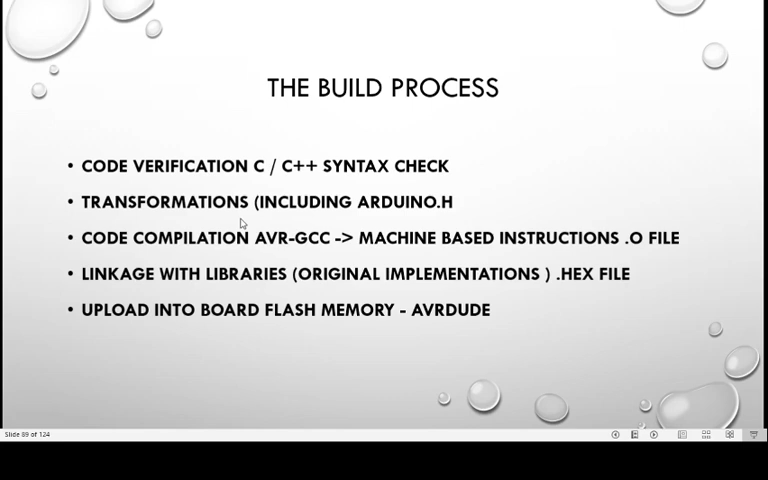 THE BUILD PROCESS
• CODE VERIFICATION C / C++ SYNTAX CHECK
• TRANSFORMATIONS (INCLUDING ARDUINO.H
• CODE COMPILATION AVR-GCC -> MACHINE BASED INSTRUCTIONS .O FILE
• LINKAGE WITH LIBRARIES (ORIGINAL IMPLEMENTATIONS ) .HEX FILE
• UPLOAD INTO BOARD FLASH MEMORY - AVRDUDE
Slide 89 of 124